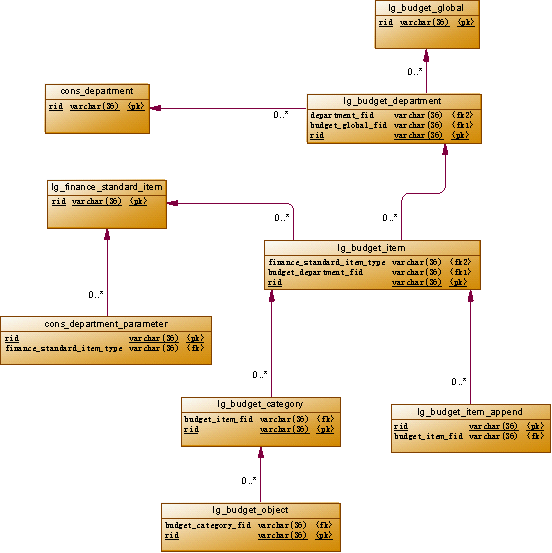 lg_budget_global
rid varchar(36) <pk>
0..*
cons_department
rid varchar(36) <pk>
0..*
lg_budget_department
department_fid varchar(36) <fk2>
budget_global_fid varchar(36) <fk1>
rid varchar(36) <pk>
lg_finance_standard_item
rid varchar(36) <pk>
0..*
0..*
lg_budget_item
finance_standard_item_type varchar(36) <fk2>
budget_department_fid varchar(36) <fk1>
rid varchar(36) <pk>
0..*
cons_department_parameter
rid varchar(36) <pk>
finance_standard_item_type varchar(36) <fk>
0..*
0..*
lg_budget_category
budget_item_fid varchar(36) <fk>
rid varchar(36) <pk>
lg_budget_item_append
rid varchar(36) <pk>
budget_item_fid varchar(36) <fk>
0..*
lg_budget_object
budget_category_fid varchar(36) <fk>
rid varchar(36) <pk>